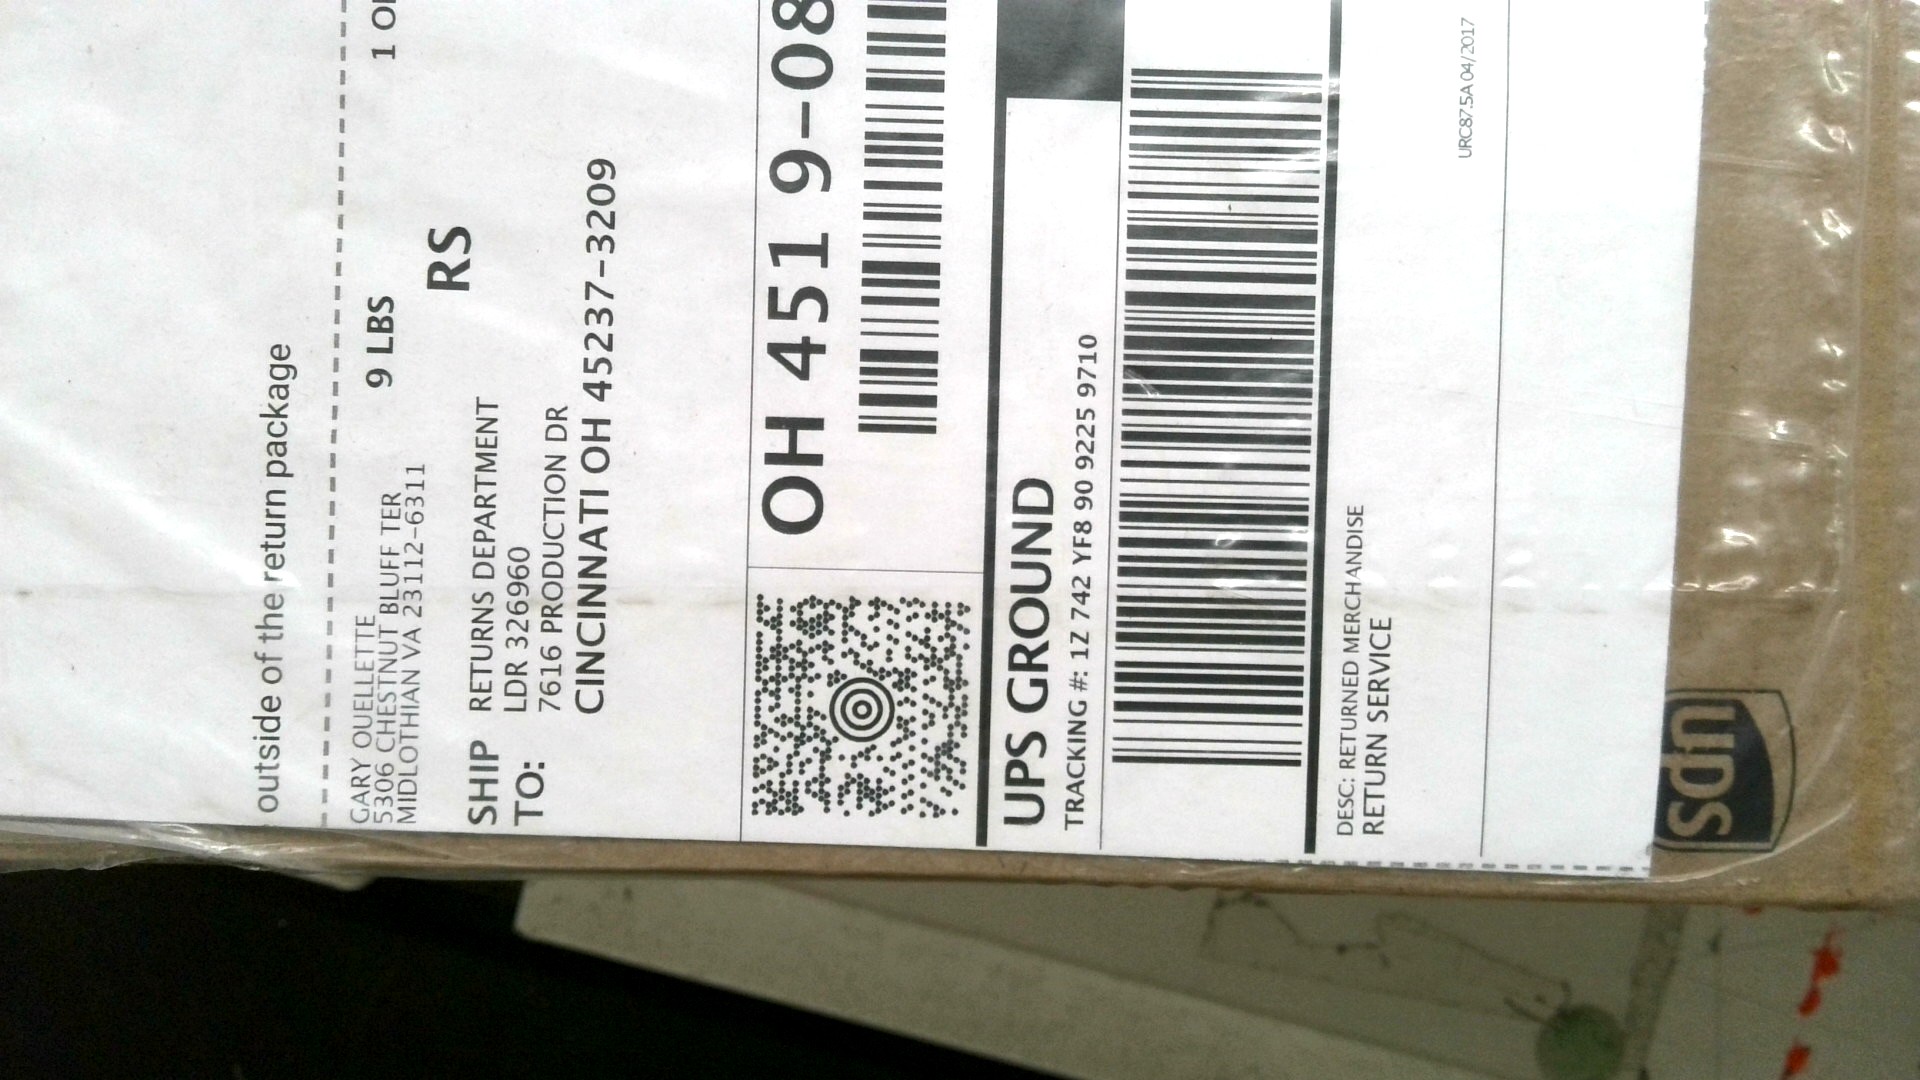 outside of the return package
GARY OUELLETTE
5306 CHESTNUT BLUFF TER
MIDLOTHIAN VA 23112-6311
9 LBS
1 O
RS
SHIP TO:
RETURNS DEPARTMENT
LDR 326960
7616 PRODUCTION DR
CINCINNATI OH 45237-3209
OH 451 9-08
UPS GROUND
TRACKING #: 1Z 742 YF8 90 9225 9710
DESC: RETURNED MERCHANDISE
RETURN SERVICE
URC87.5A 04/2017
ups